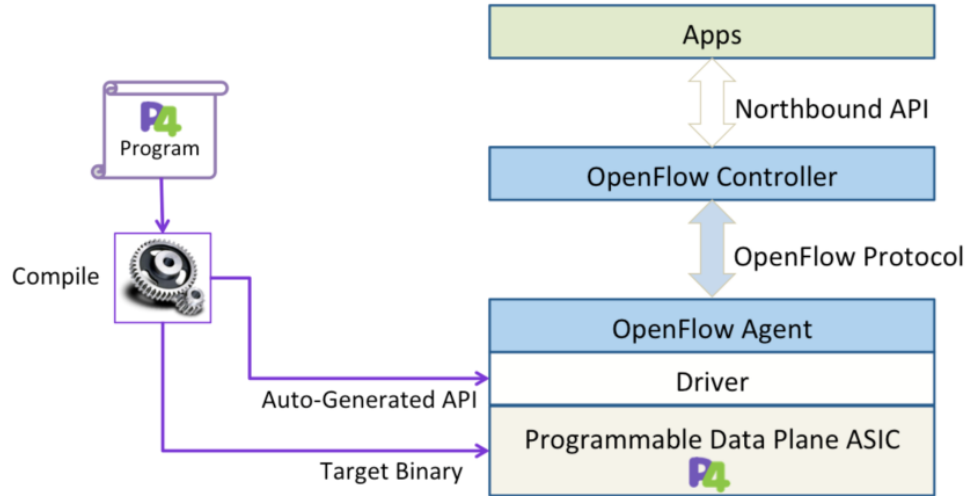 Apps
Northbound API
P4
Program
OpenFlow Controller
OpenFlow Protocol
Compile
OpenFlow Agent
Driver
Auto-Generated API
Programmable Data Plane ASIC
Target Binary
P4